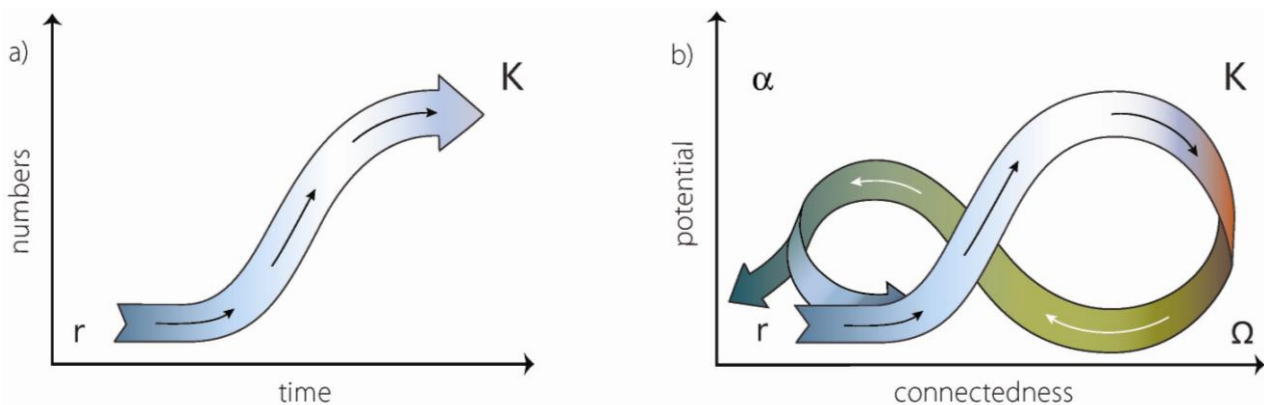 a)
K
numbers
r
time
b)
α
K
potential
r
Ω
connectedness